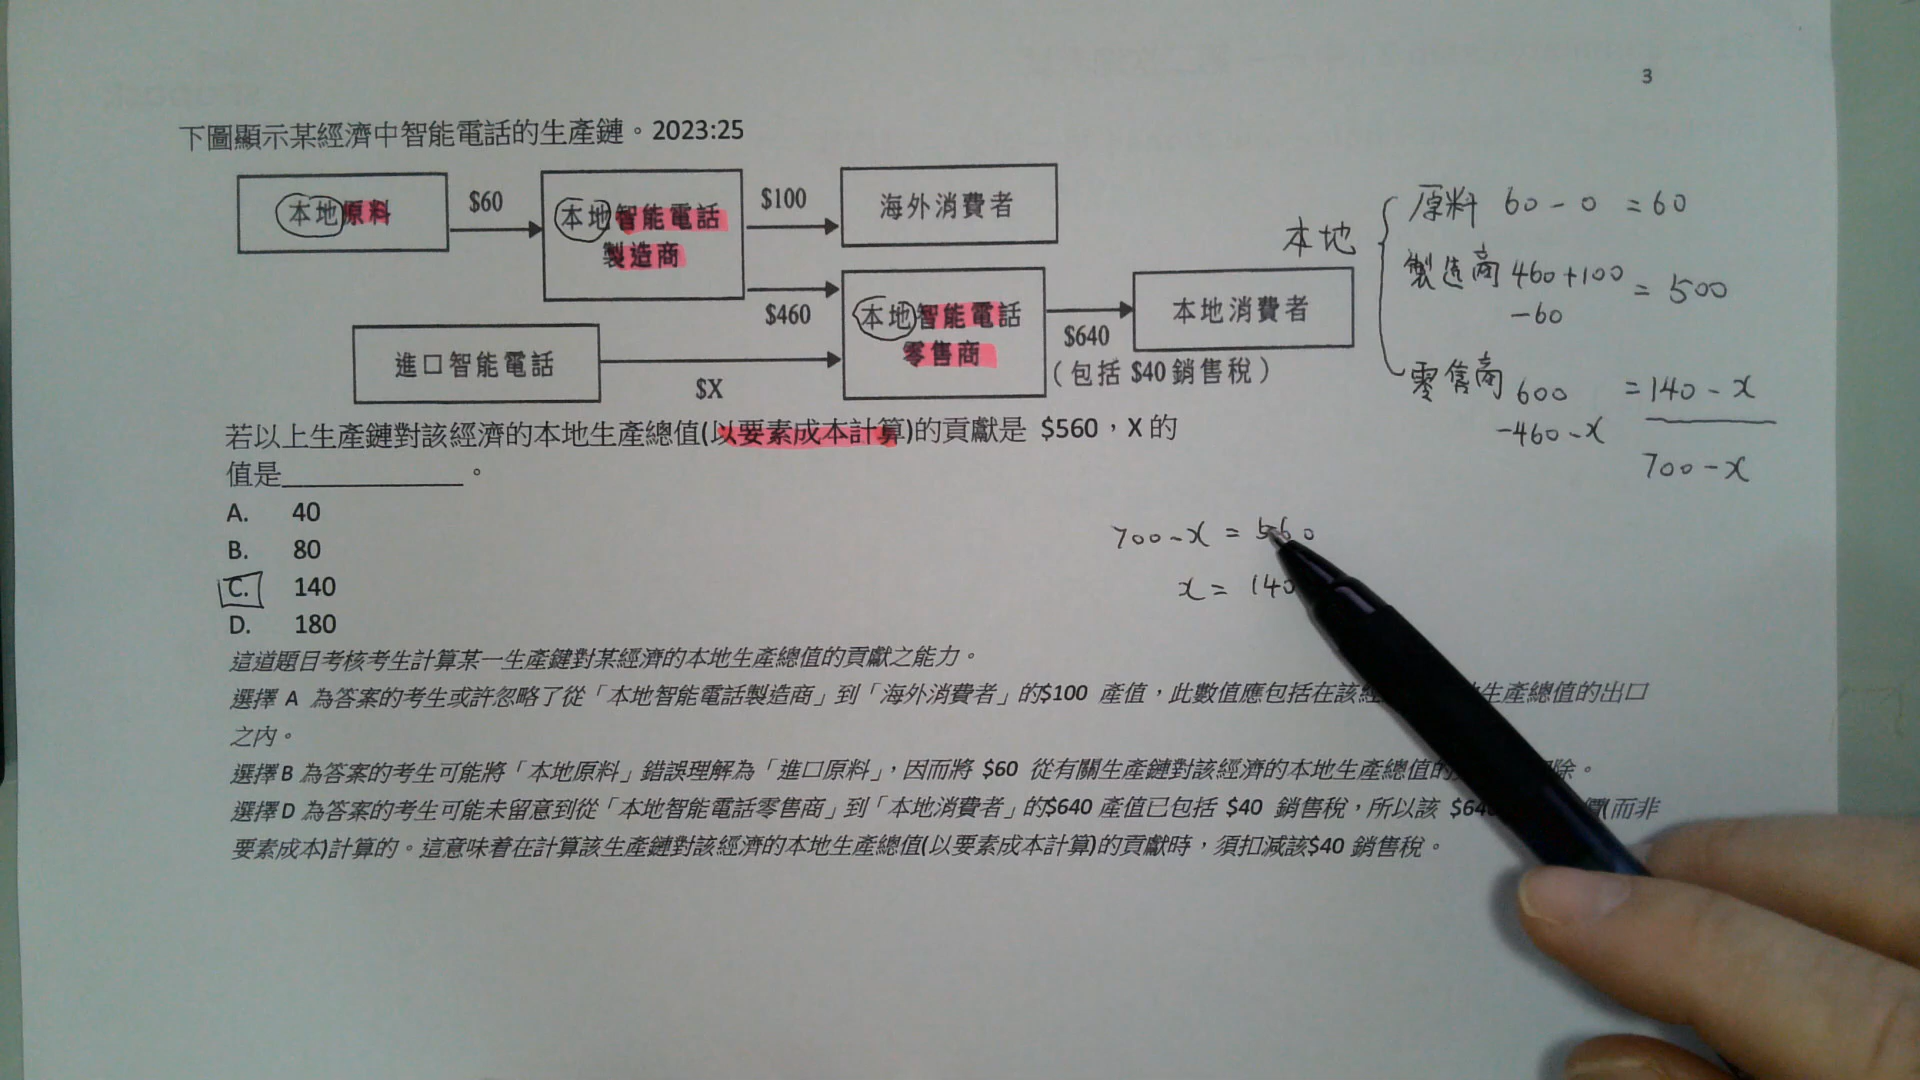 3
下圖顯示某經濟中智能電話的生產鏈。2023:25
本地原料
$60
本地智能電話
製造商
$100
海外消費者
$460
進口智能電話
$X
本地智能電話
零售商
$640
(包括 $40 銷售稅)
本地消費者
本地
原料 60 - 0 = 60
製造商 460+100 = 500
-60
零售商 600 = 140 - x
-460-x
700-x
若以上生產鏈對該經濟的本地生產總值(以要素成本計算)的貢獻是 $560，X 的
值是____________。
A. 40
B. 80
C. 140
D. 180
700-x = 560
x = 140
這道題目考核考生計算某一生產鍵對某經濟的本地生產總值的貢獻之能力。
選擇 A 為答案的考生或許忽略了從「本地智能電話製造商」到「海外消費者」的$100 產值，此數值應包括在該經 生產總值的出口
之內。
選擇 B 為答案的考生可能將「本地原料」錯誤理解為「進口原料」，因而將 $60 從有關生產鏈對該經濟的本地生產總值的 除。
選擇 D 為答案的考生可能未留意到從「本地智能電話零售商」到「本地消費者」的$640 產值已包括 $40 銷售稅，所以該 (而非
要素成本)計算的。這意味着在計算該生產鏈對該經濟的本地生產總值(以要素成本計算)的貢獻時，須扣減該$40 銷售稅。